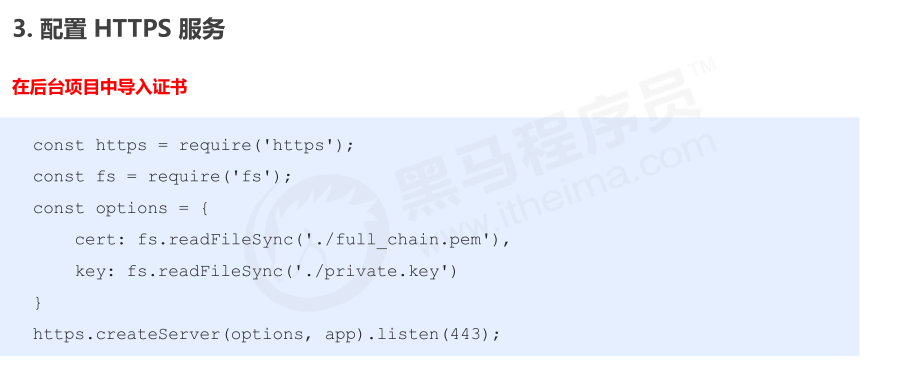 3. 配置 HTTPS 服务
在后台项目中导入证书
const https = require('https');
const fs = require('fs');
const options = {
    cert: fs.readFileSync('./full_chain.pem'),
    key: fs.readFileSync('./private.key')
}
https.createServer(options, app).listen(443);
黑马程序员™
www.itheima.com